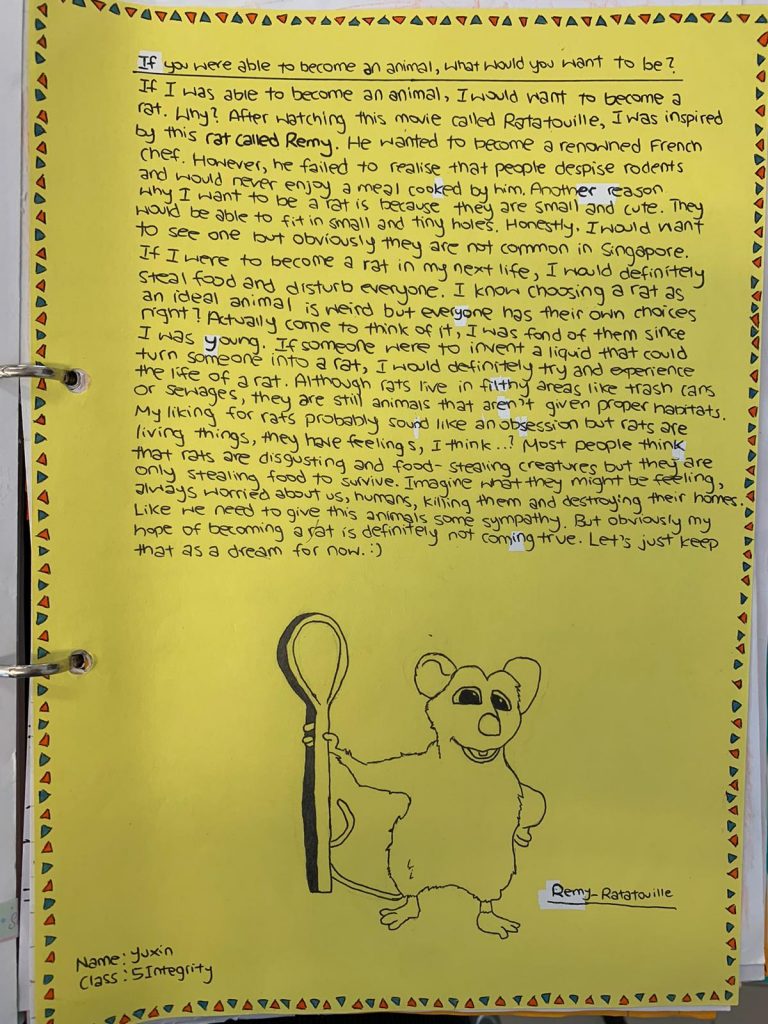 If you were able to become an animal, what would you want to be?
If I was able to become an animal, I would want to become a
rat. Why? After watching this movie called Ratatouille, I was inspired
by this rat called Remy. He wanted to become a renowned French
chef. However, he failed to realise that people despise rodents
and would never enjoy a meal cooked by him. Another reason
why I want to be a rat is because they are small and cute. They
would be able to fit in small and tiny holes. Honestly. I would want
to see one but obviously they are not common in Singapore.
If I were to become a rat in my next life, I would definitely
steal food and disturb everyone. I know choosing a rat as
an ideal animal is weird but everyone has their own choices
right? Actually come to think of it, I was fond of them since
I was young. If someone were to invent a liquid that could
turn someone into a rat, I would definitely try and experience
the life of a rat. Although rats live in filthy areas like trash cans
or sewages, they are still animals that aren't given proper habitats.
My liking for rats probably sound like an obsession but rats are
living things, they have feelings, I think...? Most people think
that rats are disgusting and food-stealing creatures but they are
only stealing food to survive. Imagine what they might be feeling,
always worried about us, humans, killing them and destroying their homes.
Like we need to give this animals some sympathy. But obviously my
hope of becoming a rat is definitely not coming true. Let's just keep
that as a dream for now. :)
Remy-Ratatouille
Name: Yuxin
Class: 5Integrity